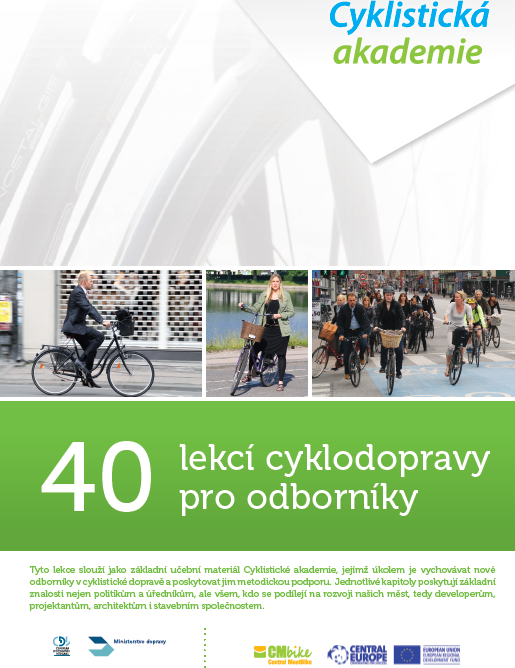 Cyklistická
akademie
NOSTALGIE
40
lekcí cyklodopravy
pro odborníky
Tyto lekce slouží jako základní učební materiál Cyklistické akademie, jejímž úkolem je vychovávat nové
odborníky v cyklistické dopravě a poskytovat jim metodickou podporu. Jednotlivé kapitoly poskytují základní
znalosti nejen politikům a úředníkům, ale všem, kdo se podílejí na rozvoji našich měst, tedy developerům,
projektantům, architektům i stavebním společnostem.
Ministerstvo dopravy
CMbike
Central MeetBike
CENTRAL
EUROPE
EUROPEAN UNION
EUROPEAN REGIONAL
DEVELOPMENT FUND